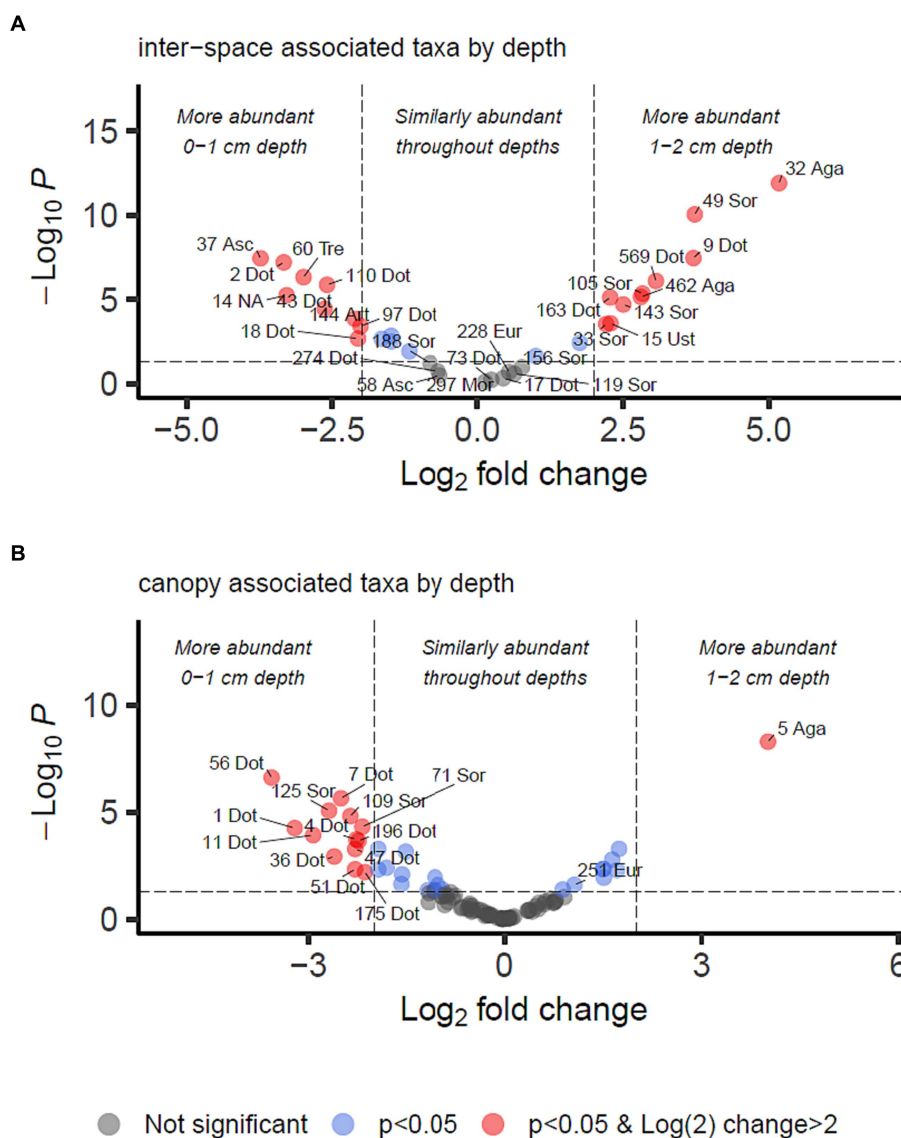 A
inter-space associated taxa by depth
More abundant
0-1 cm depth
Similarly abundant
throughout depths
More abundant
1-2 cm depth
−Log10 P
15
10
5
0
32 Aga
49 Sor
37 Asc
60 Tre
2 Dot
110 Dot
569 Dot
9 Dot
105 Sor
462 Aga
14 NA
43 Dot
144 Alt
97 Dot
163 Dot
143 Sor
18 Dot
188 Sor
228 Eur
33 Sor
15 Ust
274 Dot
73 Dot
156 Sor
58 Asc
297 Mor
17 Dot
119 Sor
−5.0
−2.5
0.0
2.5
5.0
Log2 fold change
B
canopy associated taxa by depth
More abundant
0−1 cm depth
Similarly abundant
throughout depths
More abundant
1−2 cm depth
−Log10 P
10
5
0
5 Aga
56 Dot
7 Dot
71 Sor
125 Sor
109 Sor
1 Dot
4 Dot
196 Dot
11 Dot
36 Dot
47 Dot
51 Dot
175 Dot
251 Eur
−3
0
3
6
Log2 fold change
Not significant
p<0.05
p<0.05 & Log(2) change>2